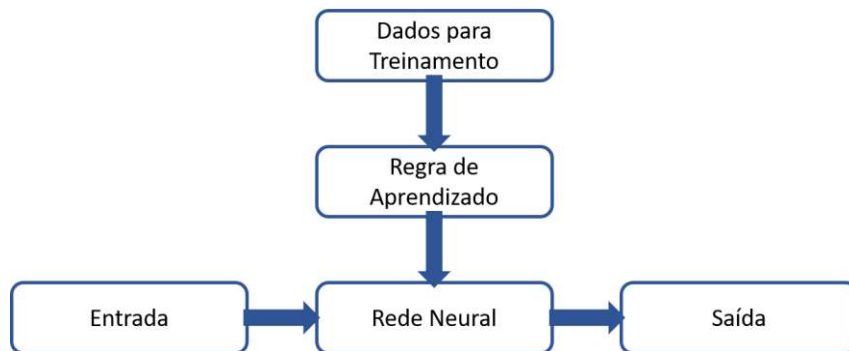 Dados para
Treinamento
Regra de
Aprendizado
Entrada
Rede Neural
Saída